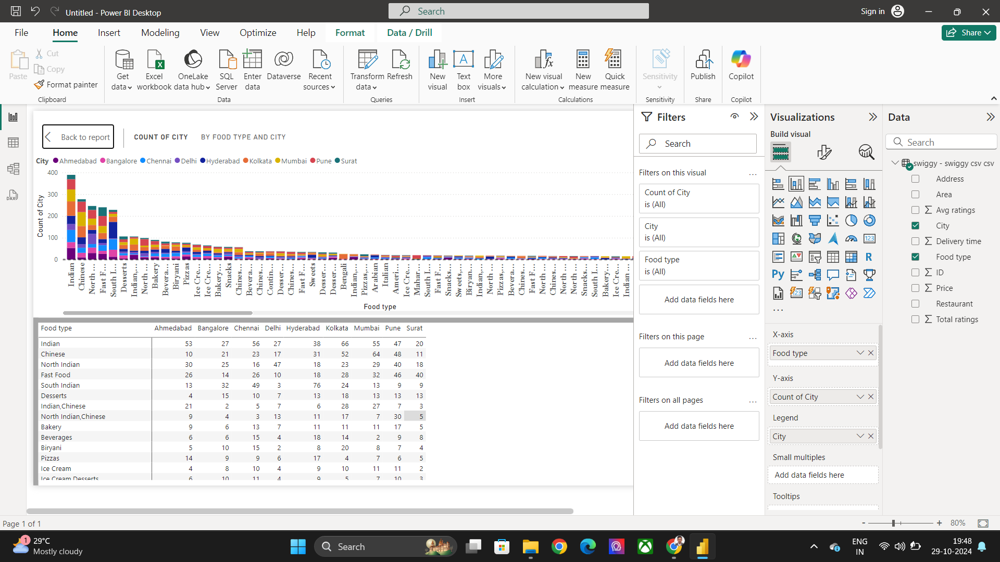 Untitled - Power BI Desktop
Search
Sign in
File
Home
Insert
Modeling
View
Optimize
Help
Format
Data / Drill
Share
Paste
Cut
Copy
Format painter
Clipboard
Get data
Excel workbook
OneLake data hub
SQL Server
Enter data
Dataverse
Recent sources
Data
Transform data
Refresh
Queries
New visual
Text box
More visuals
Insert
New visual calculation
New measure
Quick measure
Calculations
Sensitivity
Sensitivity
Publish
Share
Copilot
Copilot
Back to report
COUNT OF CITY
BY FOOD TYPE AND CITY
City Ahmedabad Bangalore Chennai Delhi Hyderabad Kolkata Mumbai Pune Surat
Count of City
400
300
200
100
0
Indian
Chinese
North ...
Fast F...
South I...
Desserts
Indian,...
North ...
Bakery
Bevera...
Biryani
Pizzas
Ice Cre...
Ice Cre...
Bakery...
Snacks
Chines...
Bevera...
Chines...
Contin...
Desser...
Chines...
Fast F...
Sweets
Desser...
Desser...
Bengali
Indian,...
Pizzas,...
Arabian
Italian
Ameri...
Ice Cre...
Mahar...
South I...
Fast F...
Snacks...
Sweets,...
Biryan...
Indian,...
North ...
Pizzas,...
Bevera...
Chines...
Fast F...
North ...
Chines...
North ...
North ...
Snacks...
South I...
Bakery...
Ice Cre...
Indian ...
Food type
Food type Ahmedabad Bangalore Chennai Delhi Hyderabad Kolkata Mumbai Pune Surat
Indian 53 27 56 27 38 66 55 47 20
Chinese 10 21 23 17 31 52 64 48 11
North Indian 30 25 16 47 18 23 29 40 18
Fast Food 26 14 26 10 18 28 32 46 40
South Indian 13 32 49 3 76 24 13 9 9
Desserts 4 15 10 7 13 18 13 13 13
Indian,Chinese 21 2 5 7 6 28 27 7 3
North Indian,Chinese 9 4 3 13 11 17 7 30 5
Bakery 9 6 13 7 11 11 11 17 5
Beverages 6 6 15 4 18 14 2 9 8
Biryani 5 10 15 2 8 20 8 7 4
Pizzas 14 9 9 6 17 4 7 6 5
Ice Cream 4 8 10 4 9 10 11 11 2
Ice Cream Desserts 6 10 11 4 9 5 7 10 3
Filters
Search
Filters on this visual ...
Count of City
is (All)
City
is (All)
Food type
is (All)
Add data fields here
Filters on this page ...
Add data fields here
Filters on all pages ...
Add data fields here
Visualizations
Build visual
...
X-axis
Food type
Y-axis
Count of City
Legend
City
Small multiples
Add data fields here
Tooltips
Data
Search
swiggy - swiggy csv csv
Address
Area
Σ Avg ratings
City
Σ Delivery time
Food type
Σ ID
Σ Price
Restaurant
Σ Total ratings
Page 1 of 1
- + 80%
1
29°C
Mostly cloudy
Search
ENG
IN
19:48
29-10-2024